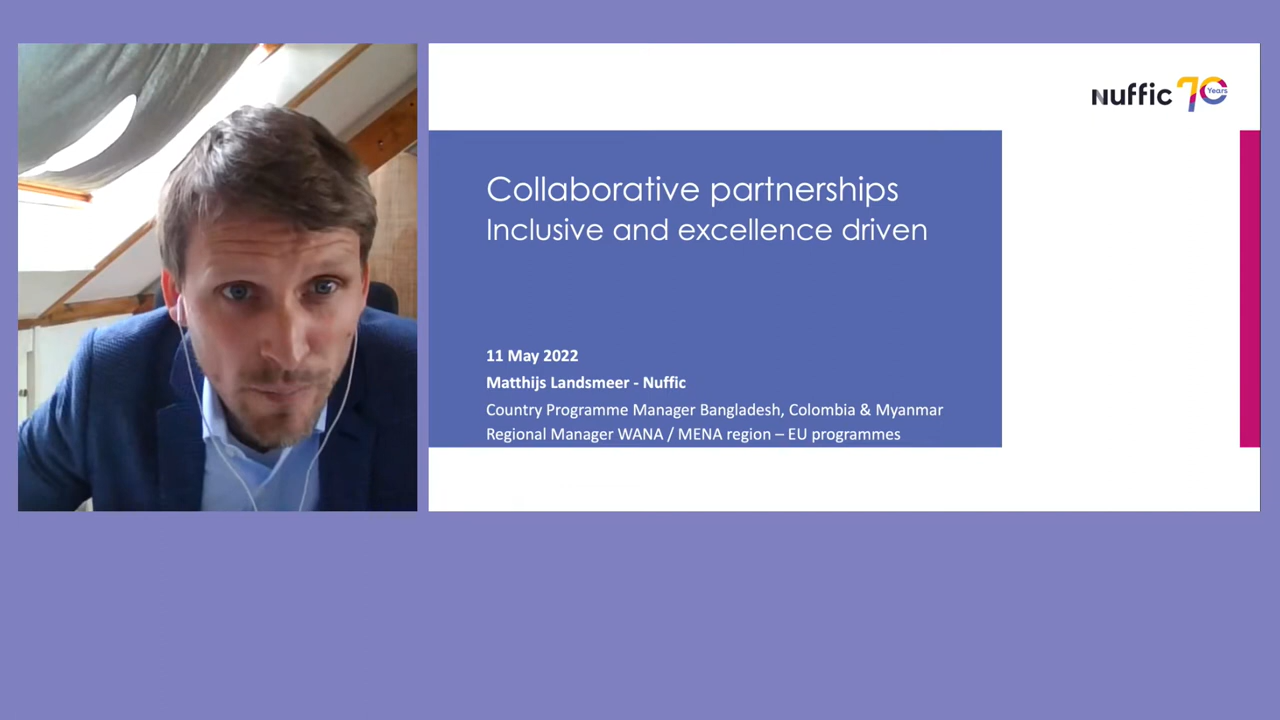 Nuffic 70 Years
Collaborative partnerships
Inclusive and excellence driven
11 May 2022
Matthijs Landsmeer - Nuffic
Country Programme Manager Bangladesh, Colombia & Myanmar
Regional Manager WANA / MENA region – EU programmes